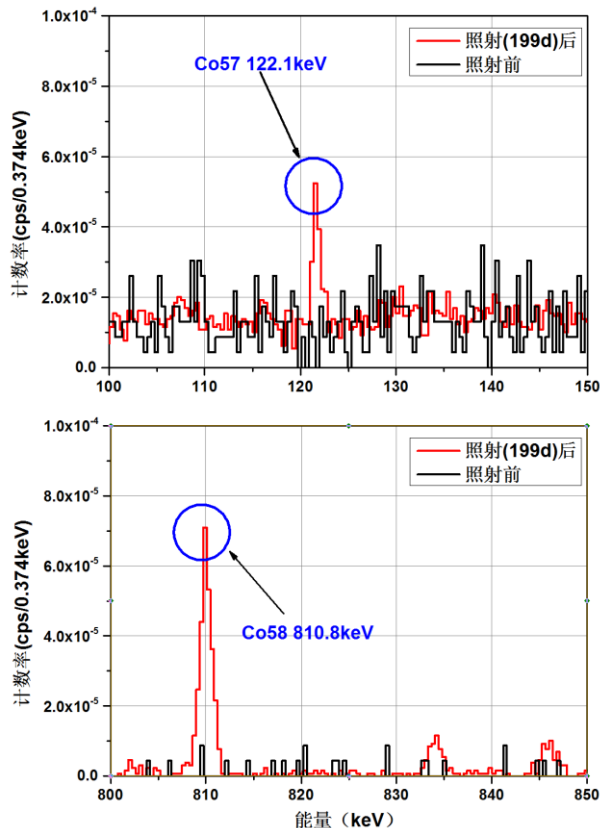 1.0x10-4
照射(199d)后
照射前
Co57 122.1keV
8.0x10-5
6.0x10-5
4.0x10-5
2.0x10-5
0.0
计数率(cps/0.374keV)
100 110 120 130 140 150
1.0x10-4
照射(199d)后
照射前
8.0x10-5
6.0x10-5
Co58 810.8keV
4.0x10-5
2.0x10-5
0.0
计数率(cps/0.374keV)
800 810 820 830 840 850
能量（keV）